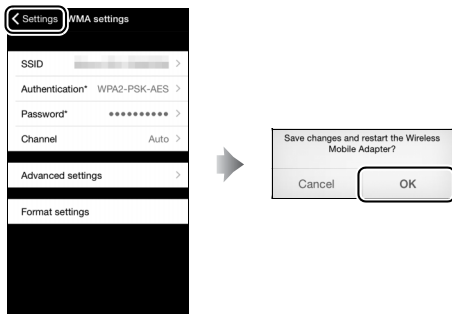 Settings WMA settings
SSID
Authentication* WPA2-PSK-AES
Password* ••••••••••
Channel Auto
Advanced settings
Format settings
Save changes and restart the Wireless
Mobile Adapter?
Cancel OK